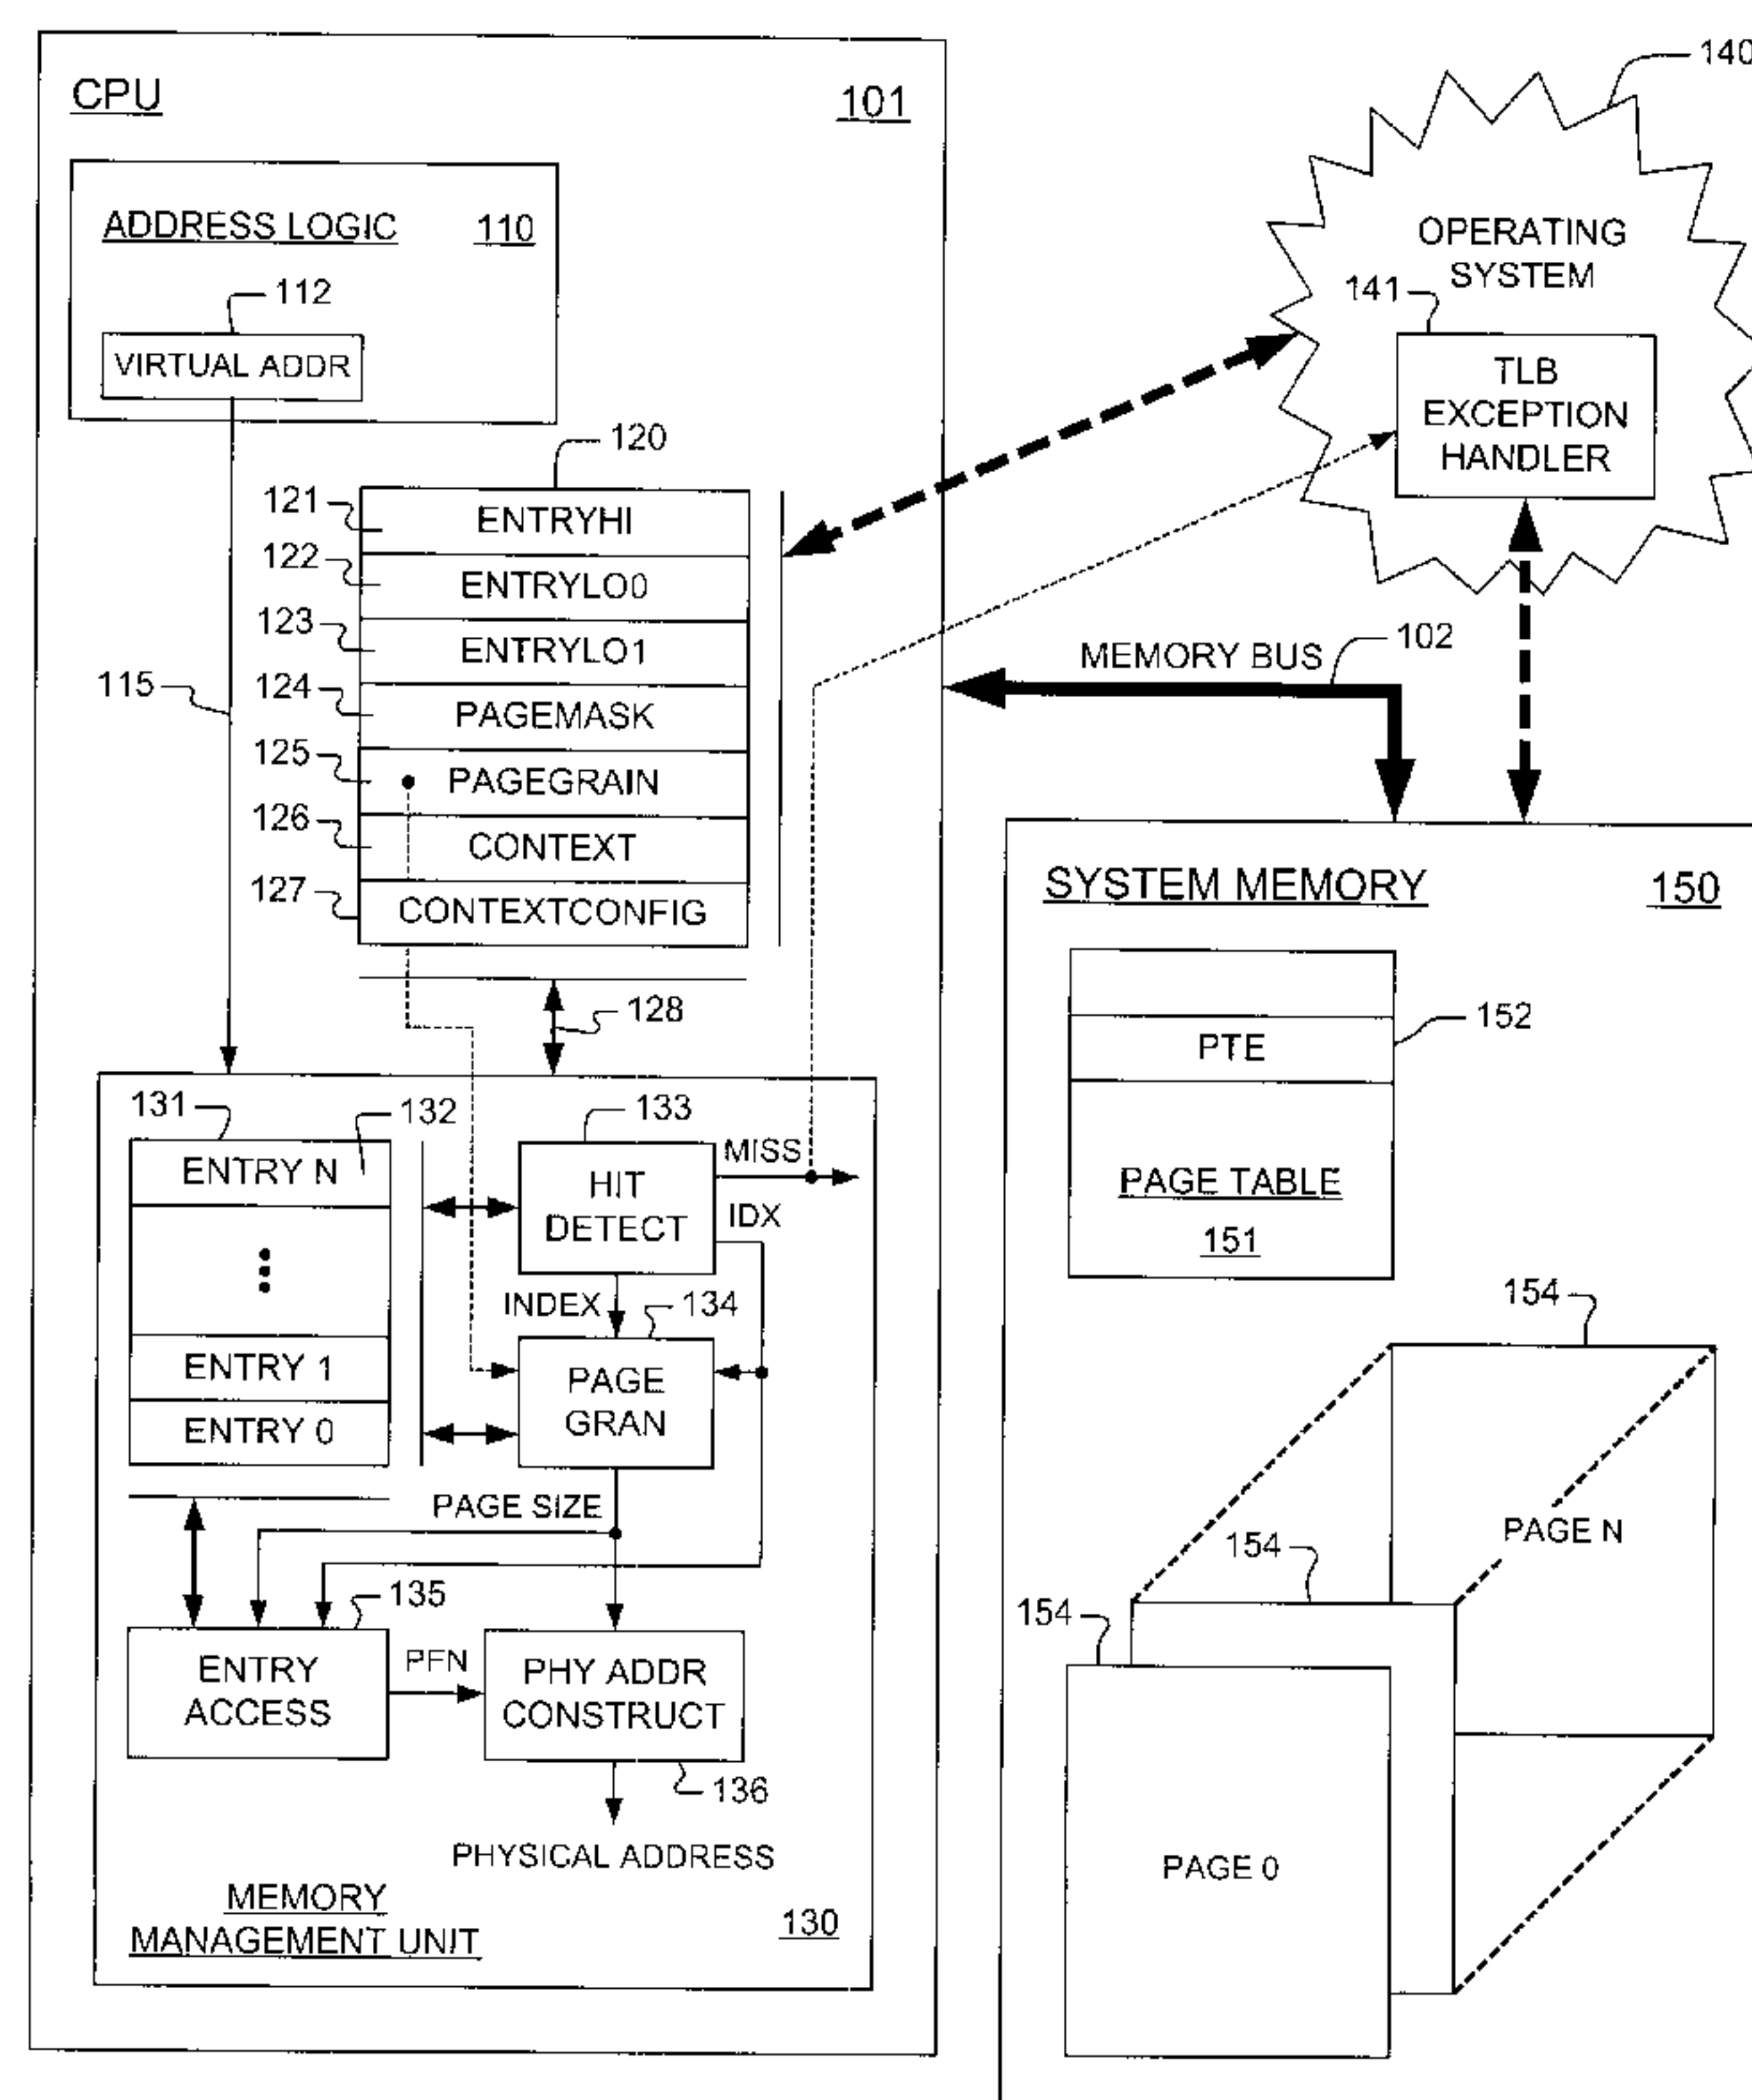 CPU
101
ADDRESS LOGIC 110
112
VIRTUAL ADDR
115
120
121 ENTRYHI
122 ENTRYLO0
123 ENTRYLO1
124 PAGEMASK
125 PAGEGRAIN
126 CONTEXT
127 CONTEXTCONFIG
128
131
132
ENTRY N
ENTRY 1
ENTRY 0
133
HIT
DETECT
MISS
IDX
INDEX
134
PAGE
GRAN
PAGE SIZE
135
ENTRY
ACCESS
PFN
PHY ADDR
CONSTRUCT
136
PHYSICAL ADDRESS
MEMORY
MANAGEMENT UNIT
130
140
OPERATING
SYSTEM
141
TLB
EXCEPTION
HANDLER
MEMORY BUS
102
SYSTEM MEMORY 150
152
PTE
PAGE TABLE
151
154
PAGE N
154
154
PAGE 0